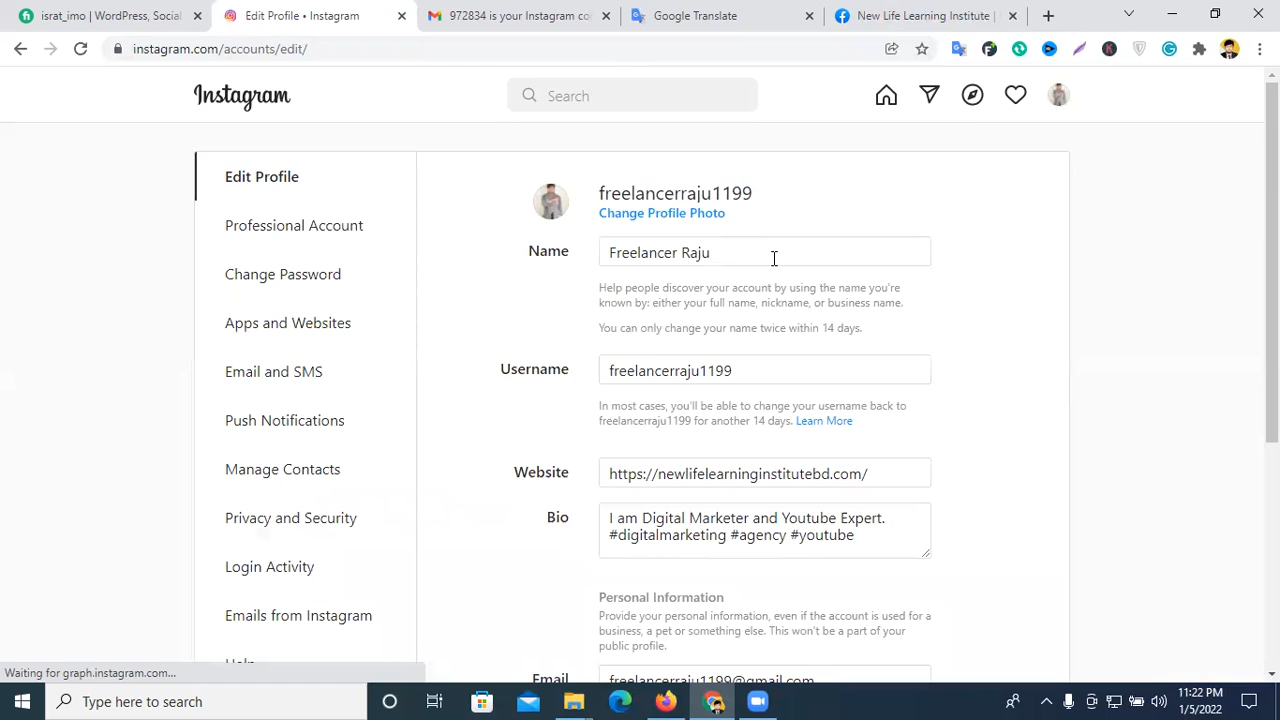 israt_imo | WordPress, Social
Edit Profile • Instagram
972834 is your Instagram co
Google Translate
New Life Learning Institute |
instagram.com/accounts/edit/
Instagram
Search
Edit Profile
Professional Account
Change Password
Apps and Websites
Email and SMS
Push Notifications
Manage Contacts
Privacy and Security
Login Activity
Emails from Instagram
Help
freelancerraju1199
Change Profile Photo
Name
Freelancer Raju
Help people discover your account by using the name you're
known by: either your full name, nickname, or business name.
You can only change your name twice within 14 days.
Username
freelancerraju1199
In most cases, you'll be able to change your username back to
freelancerraju1199 for another 14 days. Learn More
Website
https://newlifelearninginstitutebd.com/
Bio
I am Digital Marketer and Youtube Expert.
#digitalmarketing #agency #youtube
Personal Information
Provide your personal information, even if the account is used for a
business, a pet or something else. This won't be a part of your
public profile.
Email
freelancerraju1199@gmail.com
Waiting for graph.instagram.com...
Type here to search
11:22 PM
1/5/2022